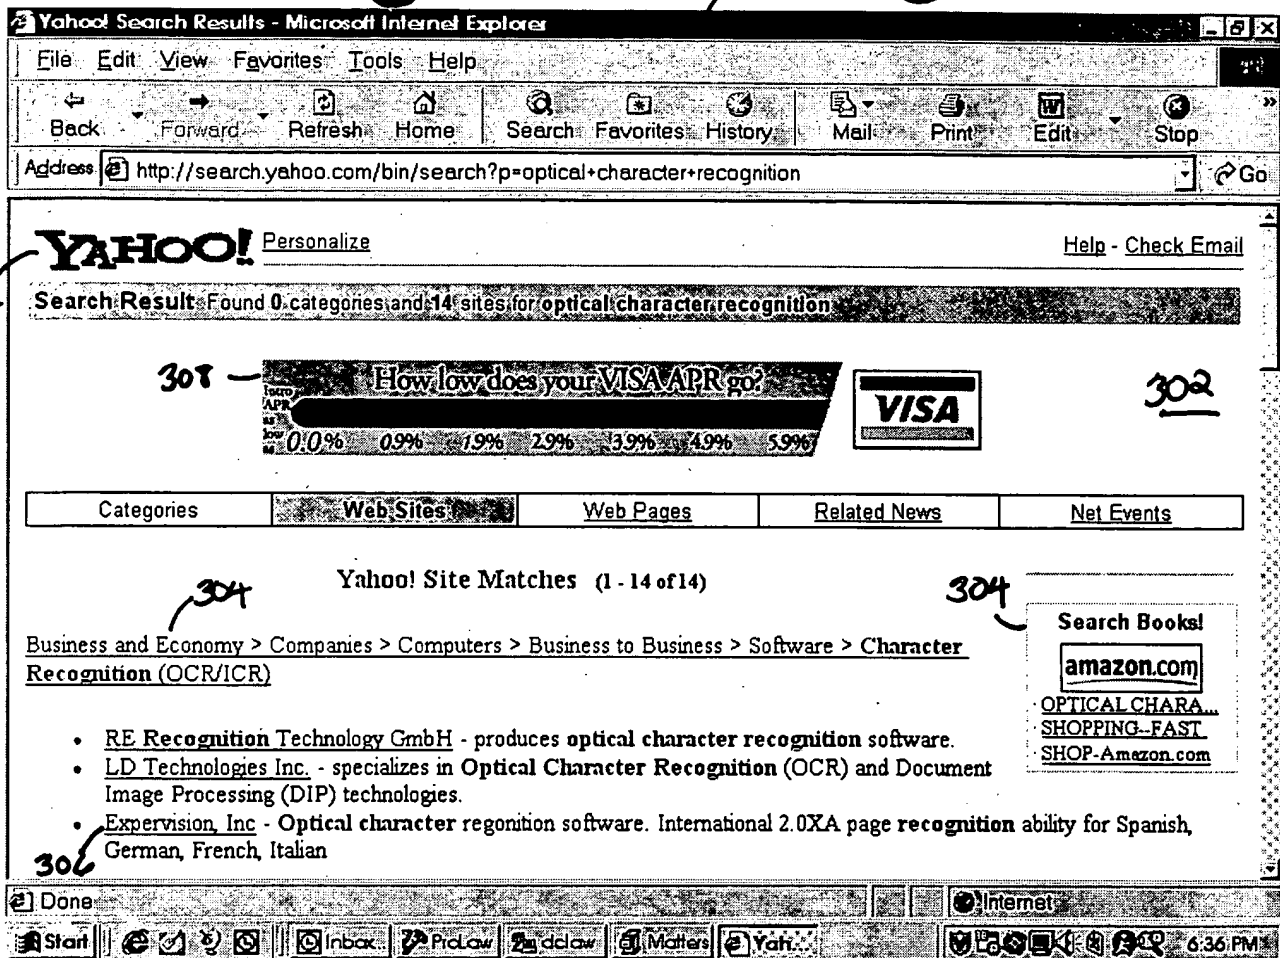 Yahoo! Search Results - Microsoft Internet Explorer
File Edit View Favorites Tools Help
Back Forward Refresh Home Search Favorites History Mail Print Edit Stop
Address http://search.yahoo.com/bin/search?p=optical+character+recognition Go
YAHOO! Personalize Help - Check Email
Search Result Found 0 categories and 14 sites for optical character recognition
308 How low does your VISA APR go?
302
Intro APR as low as
VISA
0.0% 0.9% 1.9% 2.9% 3.9% 4.9% 5.9%
Categories Web Sites Web Pages Related News Net Events
Yahoo! Site Matches (1 - 14 of 14)
304 304
Search Books!
Business and Economy > Companies > Computers > Business to Business > Software > Character
Recognition (OCR/ICR)
amazon.com
OPTICAL CHARA...
SHOPPING--FAST
SHOP-Amazon.com
• RE Recognition Technology GmbH - produces optical character recognition software.
• LD Technologies Inc. - specializes in Optical Character Recognition (OCR) and Document
Image Processing (DIP) technologies.
• Expervision, Inc - Optical character regonition software. International 2.0XA page recognition ability for Spanish,
German, French, Italian
306
Done Internet
Start Inbox... ProLaw dclaw Matters Yah... 6:36 PM